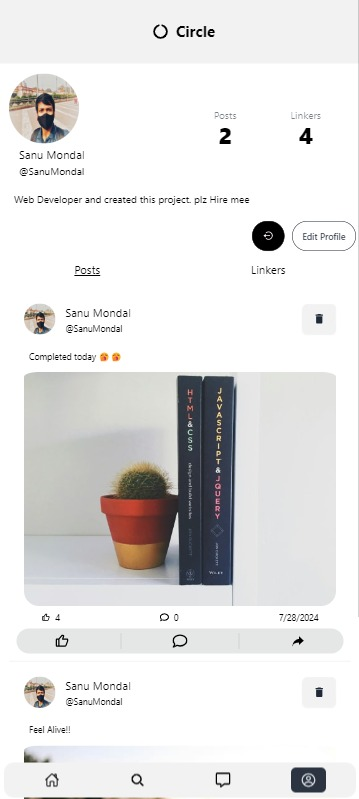 Circle
Posts
Linkers
2
4
Sanu Mondal
@SanuMondal
Web Developer and created this project. plz Hire mee
Edit Profile
Posts
Linkers
Sanu Mondal
@SanuMondal
Completed today
HTML&CSS
JAVASCRIPT & JQUERY
WILEY
4
0
7/28/2024
Sanu Mondal
@SanuMondal
Feel Alive!!